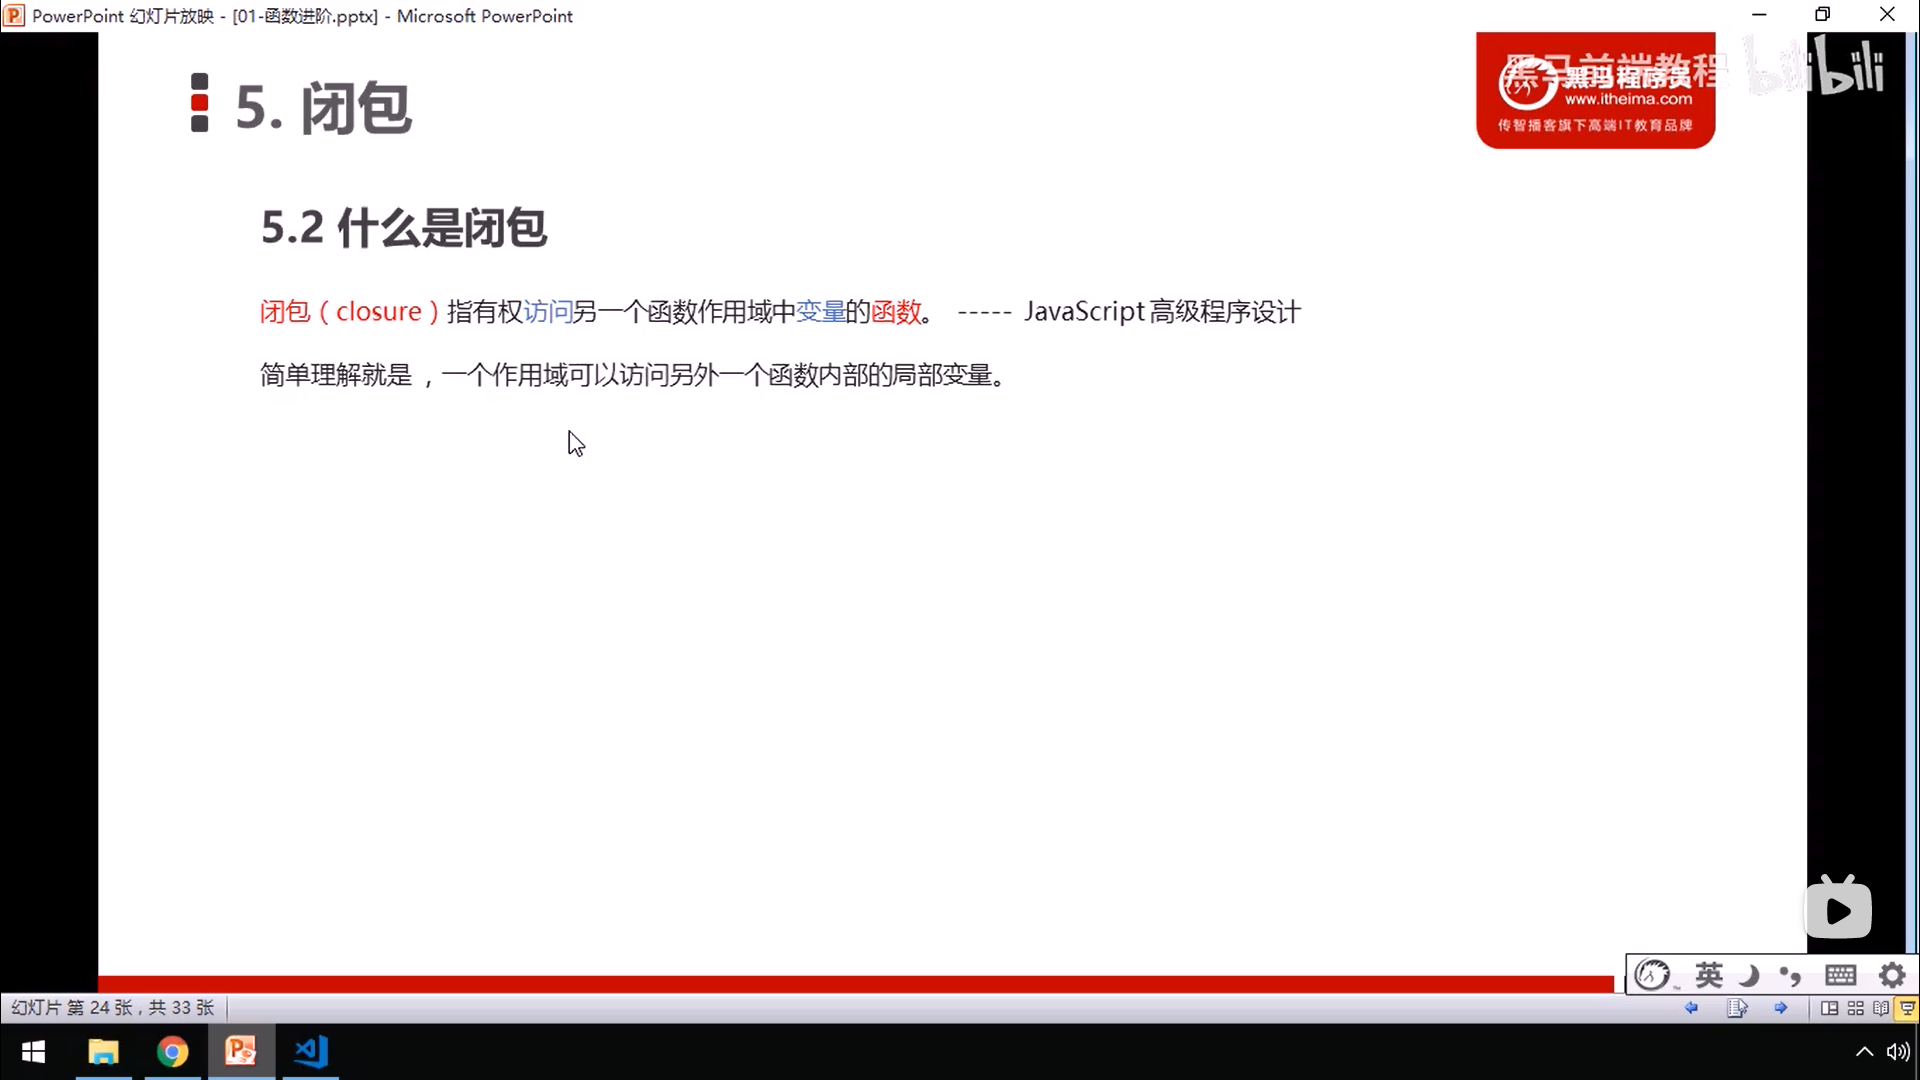 PowerPoint 幻灯片放映 - [01-函数进阶.pptx] - Microsoft PowerPoint
5. 闭包
黑马前端教程 bilibili
黑马程序员
www.itheima.com
传智播客旗下高端IT教育品牌
5.2 什么是闭包
闭包（closure）指有权访问另一个函数作用域中变量的函数。 ----- JavaScript 高级程序设计
简单理解就是，一个作用域可以访问另外一个函数内部的局部变量。
英
幻灯片 第 24 张，共 33 张